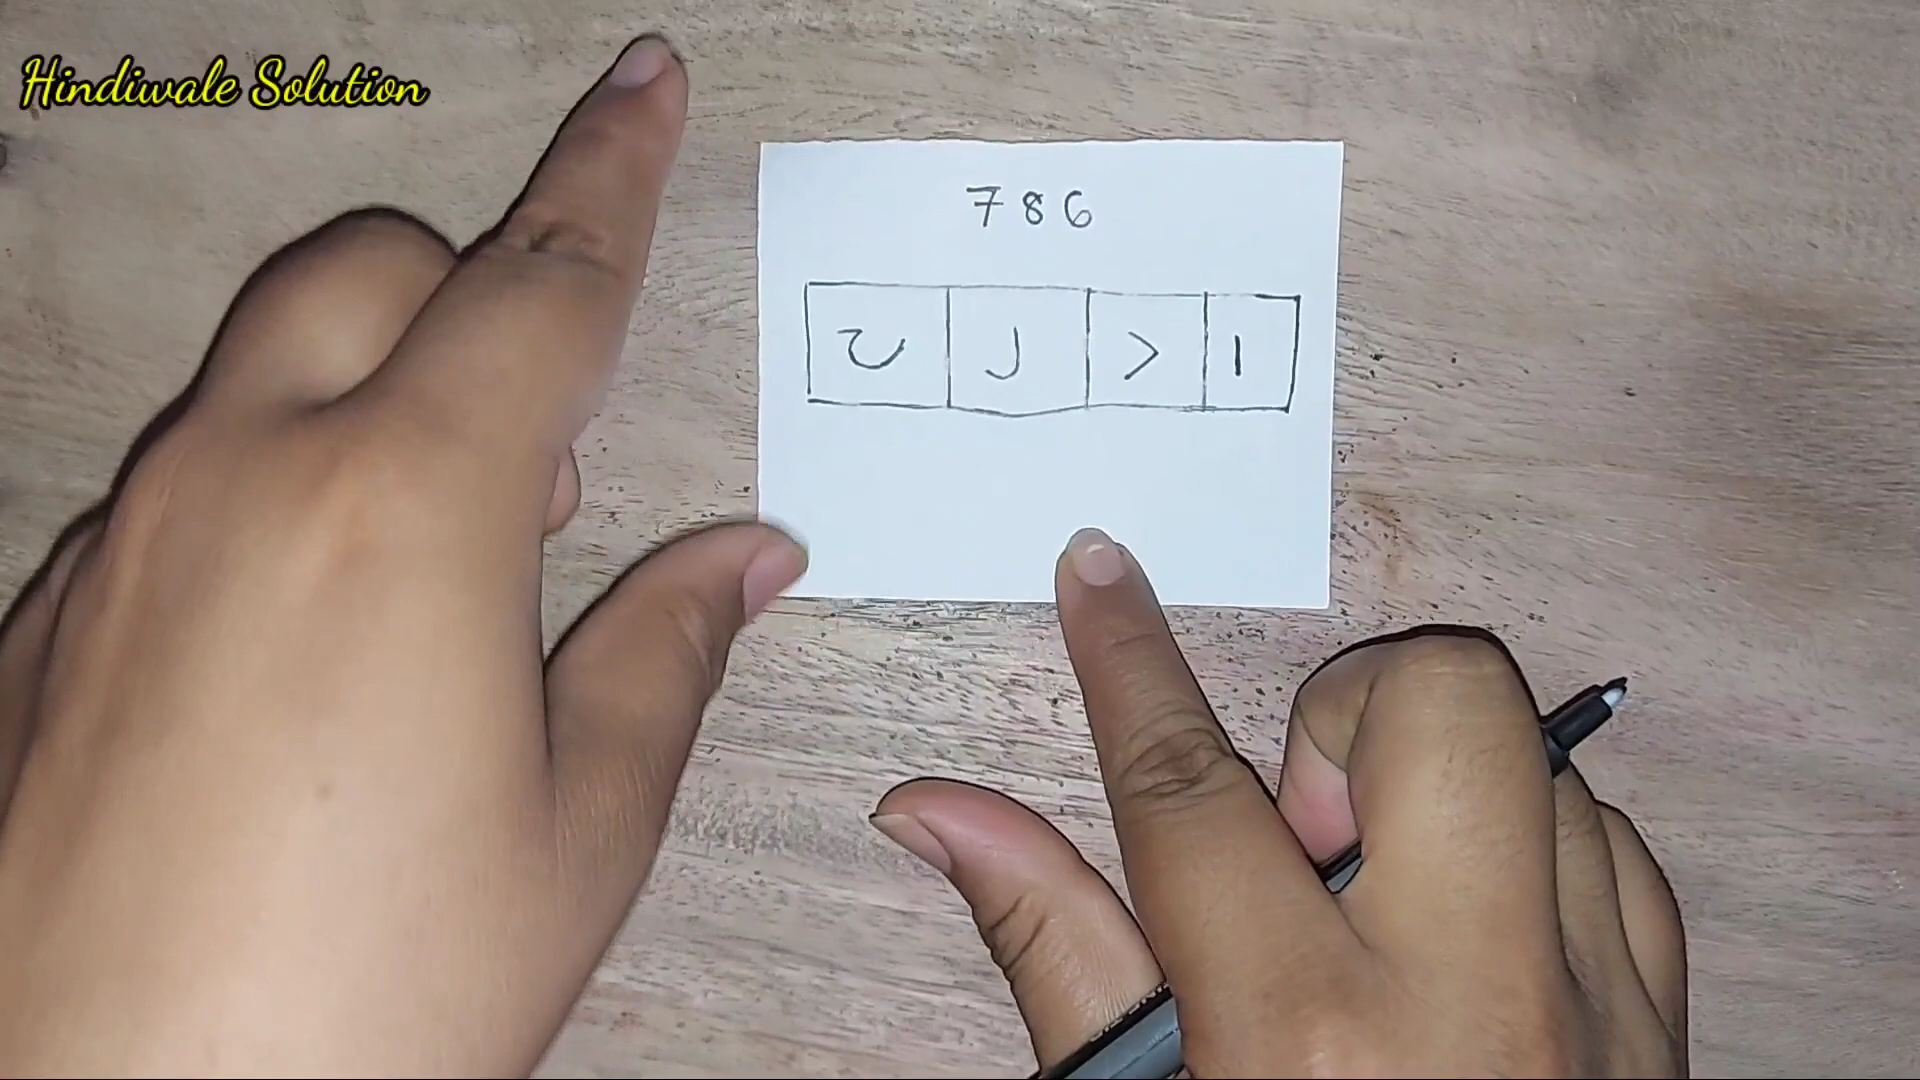 Hindiwale Solution
786
ح ل > ا